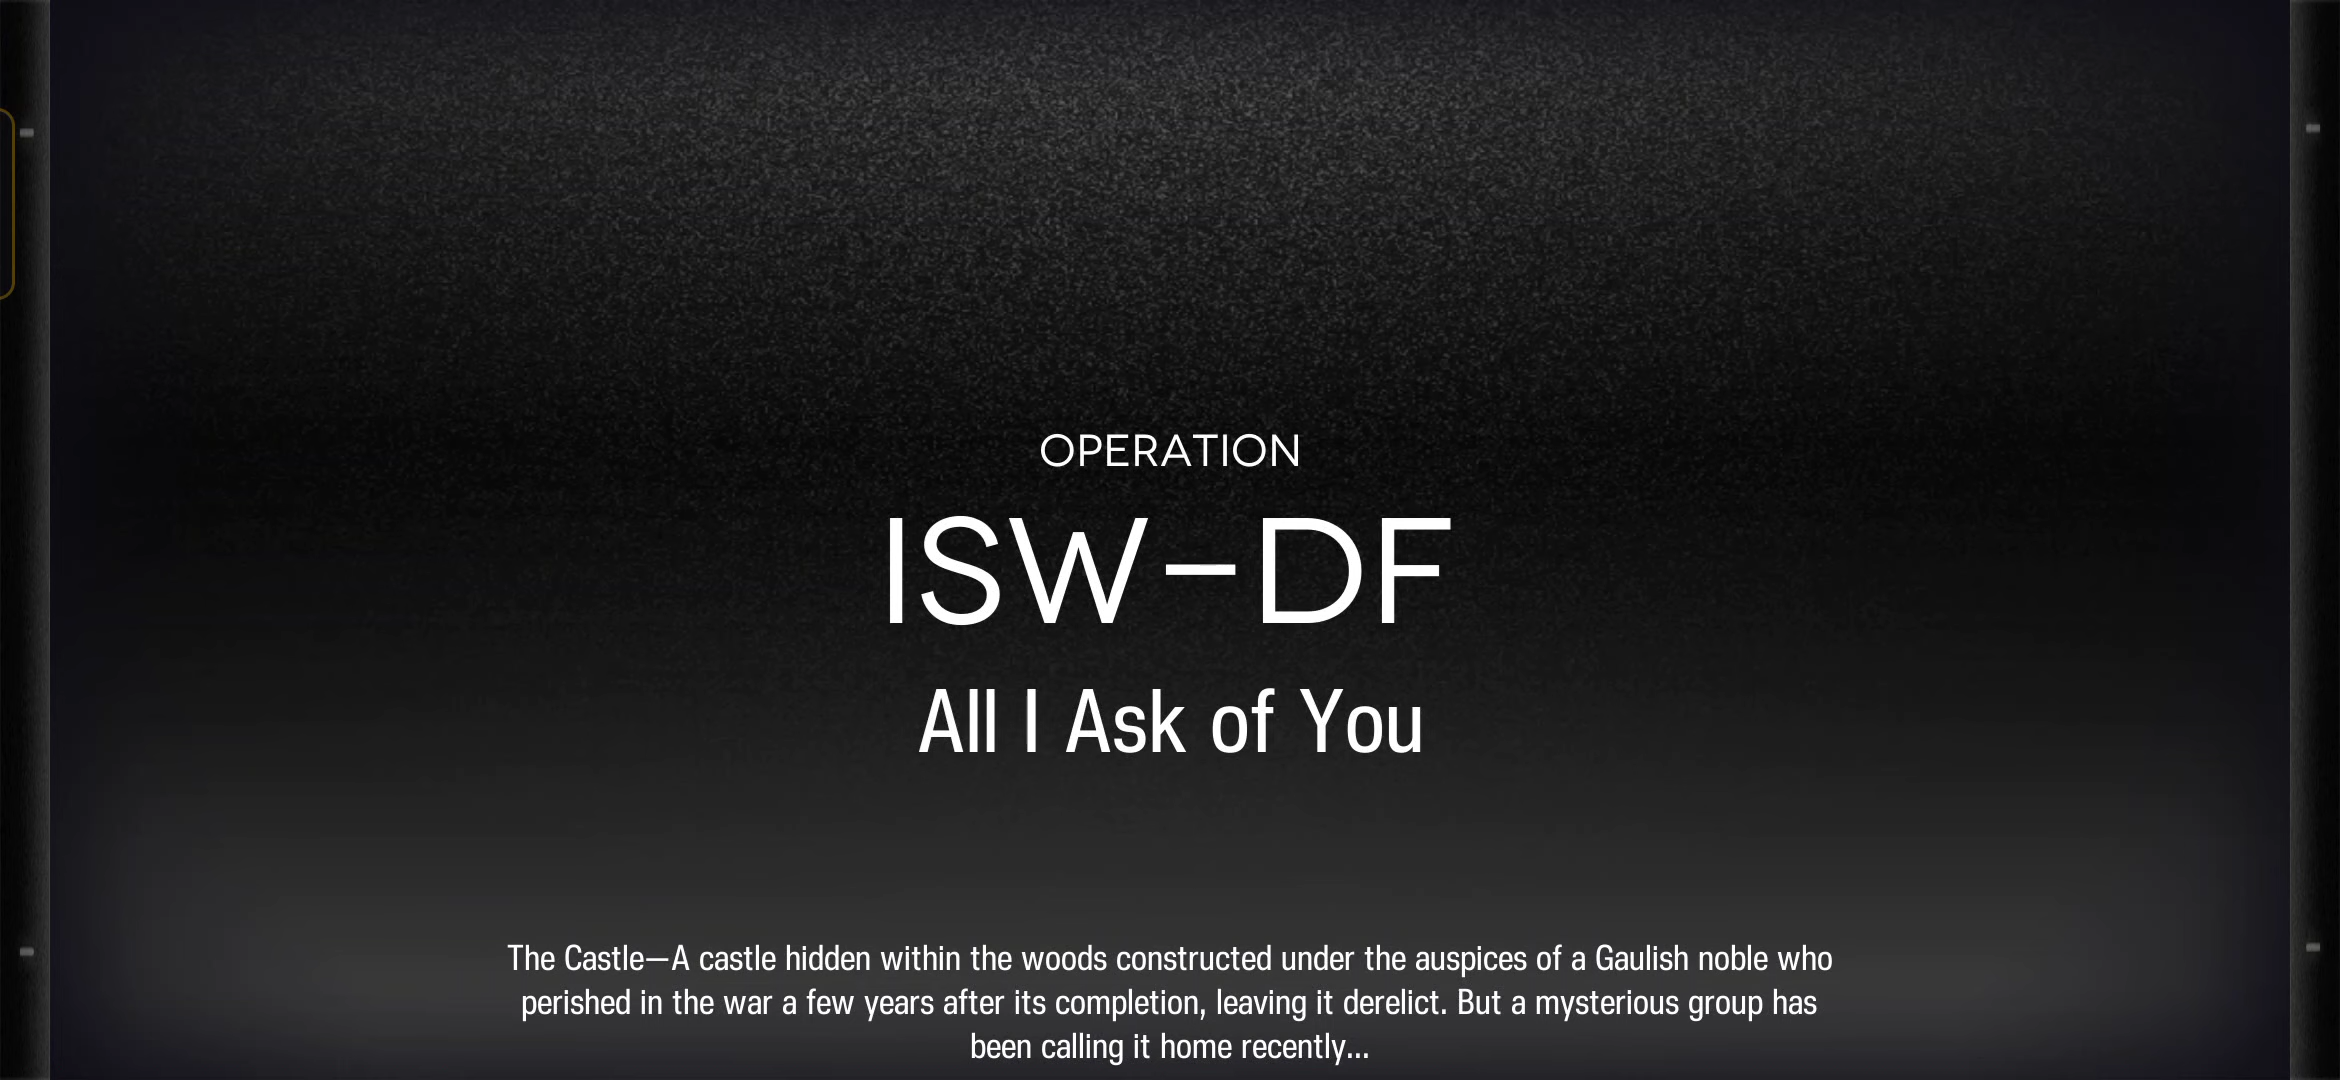 OPERATION
ISW-DF
All I Ask of You
The Castle—A castle hidden within the woods constructed under the auspices of a Gaulish noble who
perished in the war a few years after its completion, leaving it derelict. But a mysterious group has
been calling it home recently...